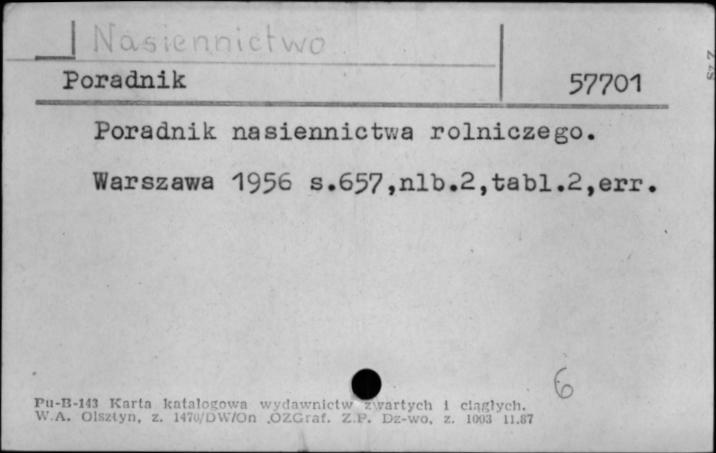 Nasiennictwo
Poradnik 57701
Poradnik nasiennictwa rolniczego.
Warszawa 1956 s.657,nlb.2,tabl.2,err.
6
Pu-B-143 Karta katalogowa wydawnictw zwartych i ciągłych.
W.A. Olsztyn, z. 1470/DW/On .OZGraf. Z.P. Dz-wo, z. 1003 11.87